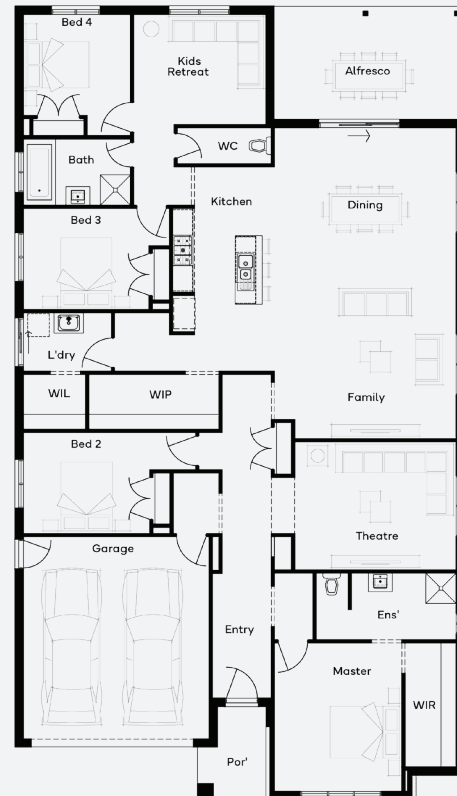 Bed 4
Kids
Retreat
Alfresco
Bath
WC
Kitchen
Dining
Bed 3
L'dry
WIL
WIP
Family
Bed 2
Theatre
Garage
Ens'
Entry
Master
WIR
Por'